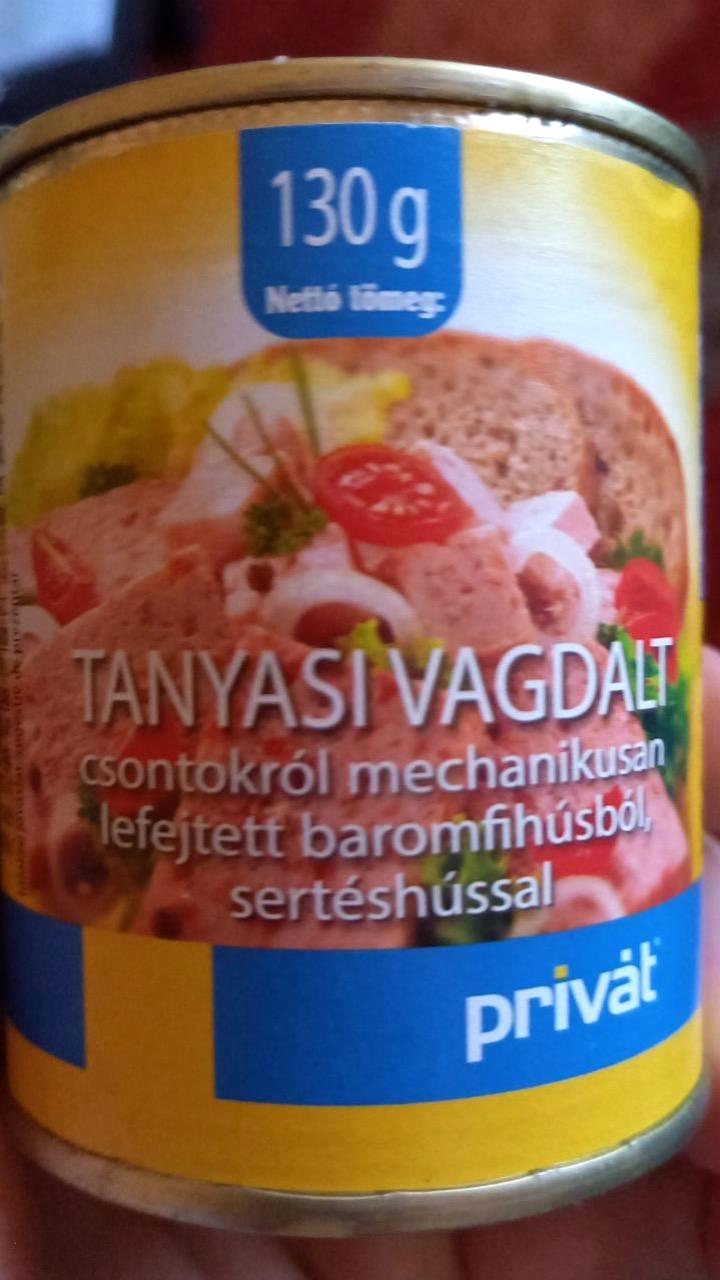 130 g
Nettó tömeg:
TANYASI VAGDALT
csontokról mechanikusan
lefejtett baromfihúsból,
sertéshússal
privát